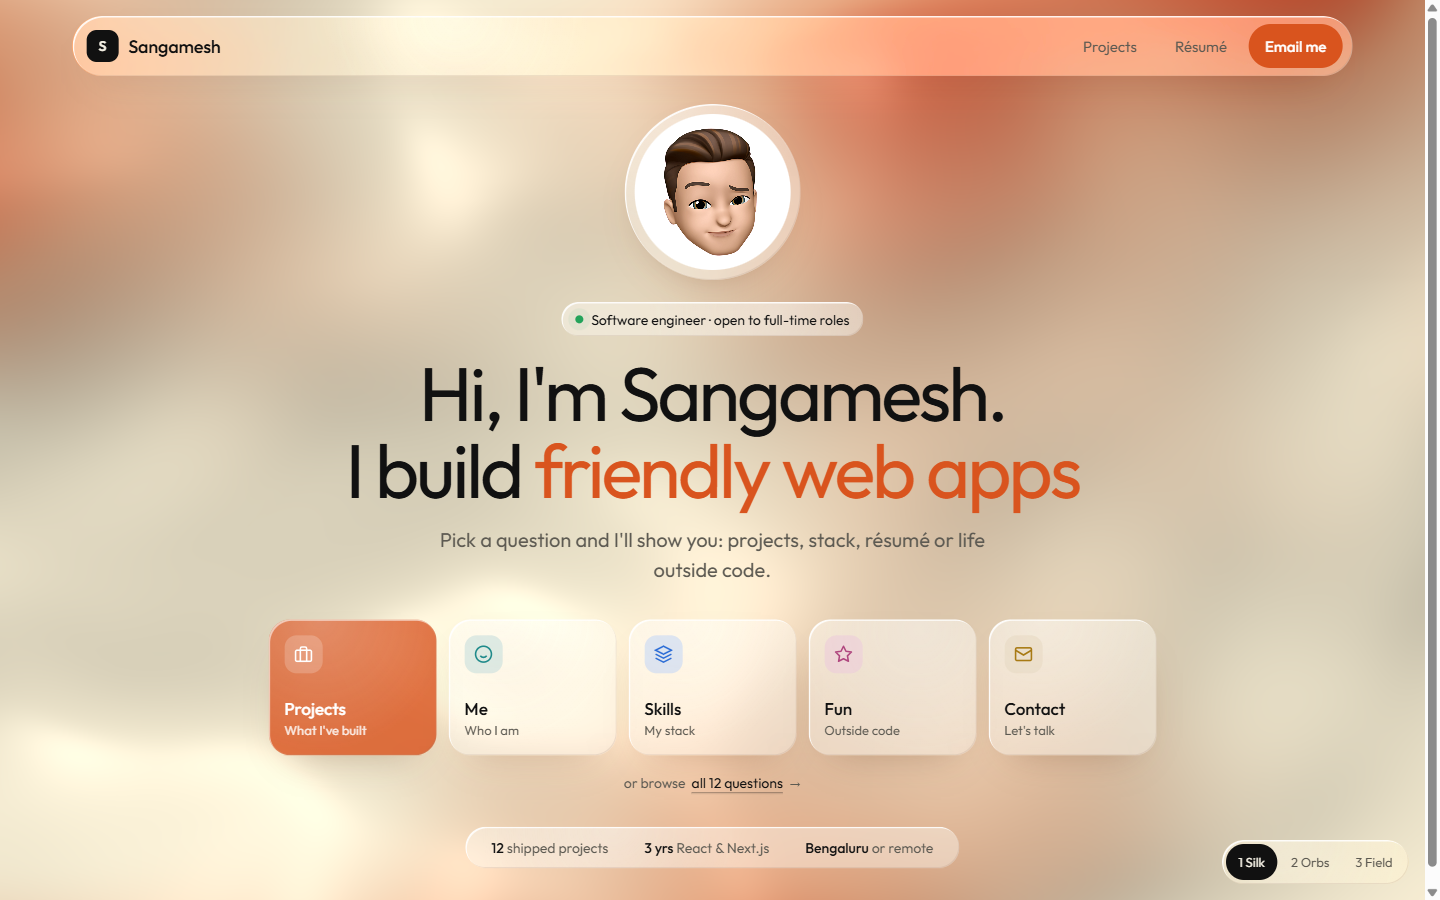 S Sangamesh
Projects
Résumé
Email me
Software engineer · open to full-time roles
Hi, I'm Sangamesh.
I build friendly web apps
Pick a question and I'll show you: projects, stack, résumé or life
outside code.
Projects
What I've built
Me
Who I am
Skills
My stack
Fun
Outside code
Contact
Let's talk
or browse all 12 questions →
12 shipped projects
3 yrs React & Next.js
Bengaluru or remote
1 Silk
2 Orbs
3 Field